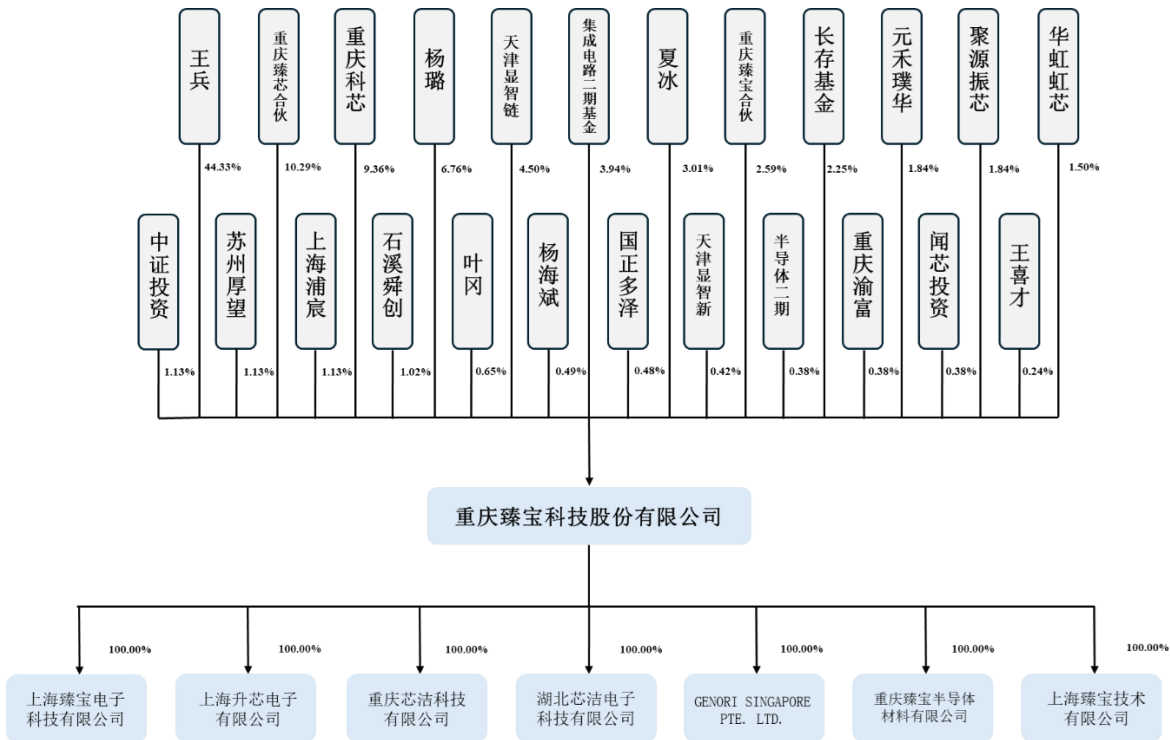 王兵
重庆臻芯合伙
重庆科芯
杨璐
天津显智链
集成电路二期基金
夏冰
重庆臻宝合伙
长存基金
元禾璞华
聚源振芯
华虹虹芯
44.33%
10.29%
9.36%
6.76%
4.50%
3.94%
3.01%
2.59%
2.25%
1.84%
1.84%
1.50%
中证投资
苏州厚望
上海浦宸
石溪舜创
叶冈
杨海斌
国正多泽
天津显智新
半导体二期
重庆渝富
闻芯投资
王喜才
1.13%
1.13%
1.13%
1.02%
0.65%
0.49%
0.48%
0.42%
0.38%
0.38%
0.38%
0.24%
重庆臻宝科技股份有限公司
100.00%
100.00%
100.00%
100.00%
100.00%
100.00%
100.00%
上海臻宝电子
科技有限公司
上海升芯电子
有限公司
重庆芯洁科技
有限公司
湖北芯洁电子
科技有限公司
GENORI SINGAPORE
PTE. LTD.
重庆臻宝半导体
材料有限公司
上海臻宝技术
有限公司